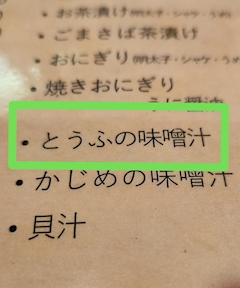 ・お茶漬け(明太子・シャケ・うめ)
・ごまさば茶漬け
・おにぎり(明太子・シャケ・うめ)
・焼きおにぎり
うに醤油
・とうふの味噌汁
・かじめの味噌汁
・貝汁